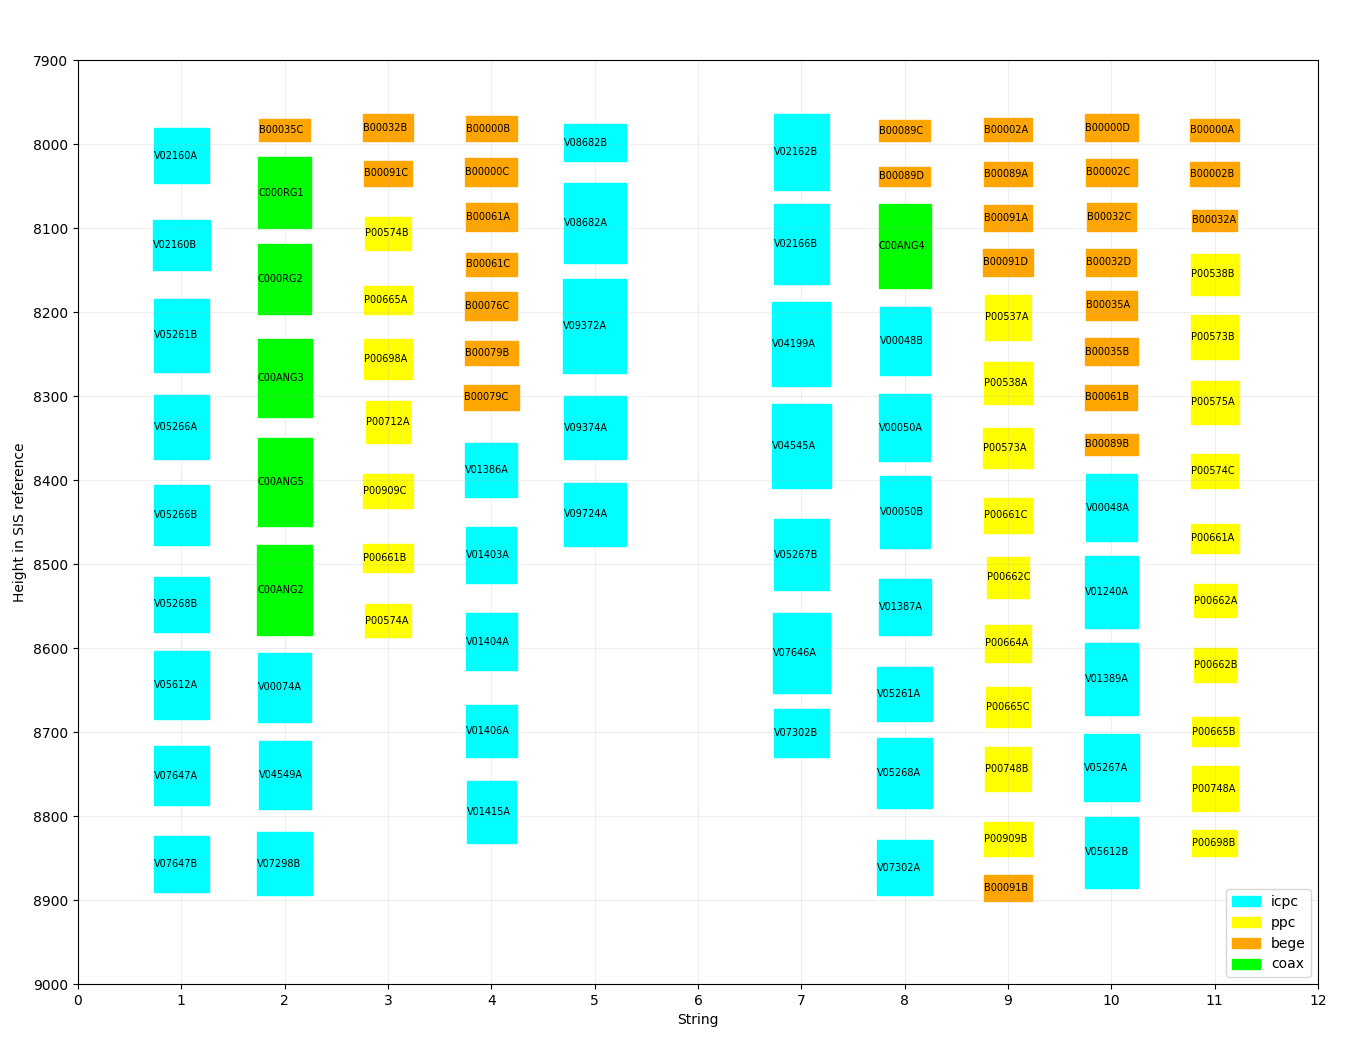 7900
8000
8100
8200
8300
8400
8500
8600
8700
8800
8900
9000
Height in SIS reference
V02160A
V02160B
V05261B
V05266A
V05266B
V05268B
V05612A
V07647A
V07647B
B00035C
C000RG1
C000RG2
C00ANG3
C00ANG5
C00ANG2
V00074A
V04549A
V07298B
B00032B
B00091C
P00574B
P00665A
P00698A
P00712A
P00909C
P00661B
P00574A
B00000B
B00000C
B00061A
B00061C
B00076C
B00079B
B00079C
V01386A
V01403A
V01404A
V01406A
V01415A
V08682B
V08682A
V09372A
V09374A
V09724A
V02162B
V02166B
V04199A
V04545A
V05267B
V07646A
V07302B
B00089C
B00089D
C00ANG4
V00048B
V00050A
V00050B
V01387A
V05261A
V05268A
V07302A
B00002A
B00089A
B00091A
B00091D
P00537A
P00538A
P00573A
P00661C
P00662C
P00664A
P00665C
P00748B
P00909B
B00091B
B00000D
B00002C
B00032C
B00032D
B00035A
B00035B
B00061B
B00089B
V00048A
V01240A
V01389A
V05267A
V05612B
B00000A
B00002B
B00032A
P00538B
P00573B
P00575A
P00574C
P00661A
P00662A
P00662B
P00665B
P00748A
P00698B
icpc
ppc
bege
coax
0 1 2 3 4 5 6 7 8 9 10 11 12
String